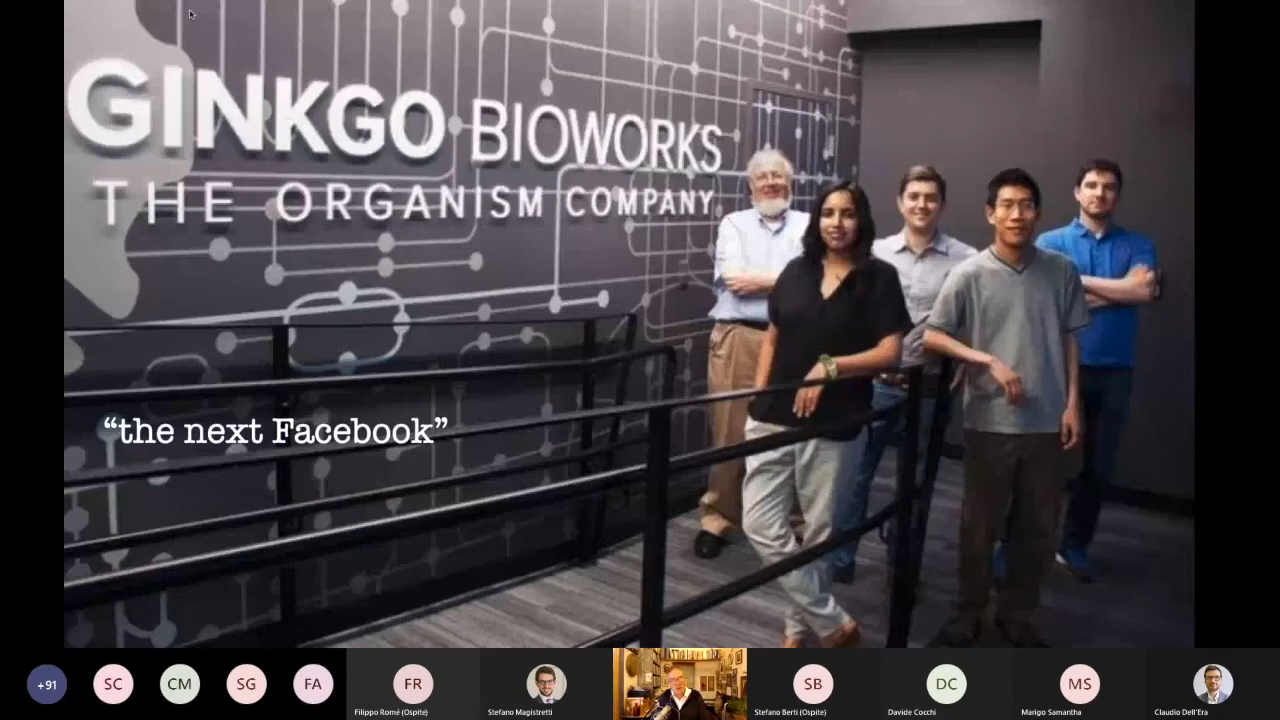 GINKGO BIOWORKS
THE ORGANISM COMPANY
“the next Facebook”
+91
SC
CM
SG
FA
FR
Filippo Romé (Ospite)
Stefano Magistretti
SB
Stefano Berti (Ospite)
DC
Davide Cocchi
MS
Marigo Samantha
Claudio Dell'Era